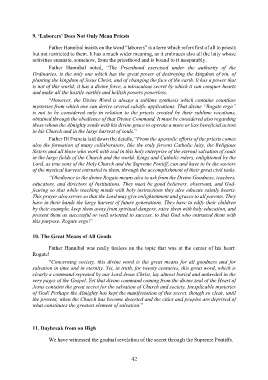 9. ‘Laborers’ Does Not Only Mean Priests
Father Hannibal insists on the word “laborers” as a term which refers first of all to priests
but not restricted to them. It has a much wider meaning, as it embraces also all the laity whose
activities emanate, somehow, from the priesthood and is bound to it inseparably.
Father Hannibal noted, “The Priesthood exercised under the authority of the
Ordinaries, is the only one which has the great power of destroying the kingdom of sin, of
planting the kingdom of Jesus Christ, and of changing the face of the earth. It has a power that
is not of this world; it has a divine force, a miraculous secret by which it can conquer hearts
and make all the hostile earthly and hellish powers powerless.
“However, the Divine Word is always a sublime synthesis which contains countless
mysteries from which one can derive several salvific applications. That divine “Rogate ergo”
is not to be considered only in relation to the priests created by their sublime vocations,
obtained through the obedience of that Divine Command. It must be considered also regarding
those whom the Almighty sends with his divine grace to operate a more or less beneficial action
in his Church and in the large harvest of souls.”
Father Di Francia laid down the details, “From the apostolic efforts of the priests comes
also the formation of many collaborators, like the truly fervent Catholic laity, the Religious
Sisters and all those who work with zeal in this holy enterprise of the eternal salvation of souls
in the large fields of the Church and the world. Kings and Catholic rulers, enlightened by the
Lord, as true sons of the Holy Church and the Supreme Pontiff, can and have to be the saviors
of the mystical harvest entrusted to them, through the accomplishment of their great civil tasks.
“Obedience to the divine Rogate means also to ask from the Divine Goodness, teachers,
educators, and directors of Institutions. They must be good believers, observant, and God-
fearing so that while teaching minds with holy instructions they also educate saintly hearts.
This prayer also serves so that the Lord may give enlightenment and graces to all parents. They
have in their hands the large harvest of future generations. They have to edify their children
by their example, keep them away from spiritual dangers, raise them with holy education, and
present them as successful or well oriented to succeed, to that God who entrusted them with
this purpose. Rogate ergo!”
10. The Great Means of All Goods
Father Hannibal was really tireless on the topic that was at the center of his heart:
Rogate!
“Concerning society, this divine word is the great means for all goodness and for
salvation in time and in eternity. Yet, in truth, for twenty centuries, this great word, which is
clearly a command repeated by our Lord Jesus Christ, lay almost buried and unheeded in the
very pages of the Gospel. Yet that divine command coming from the divine zeal of the Heart of
Jesus contains the great secret for the salvation of Church and society. Inexplicable mysteries
of God! Perhaps the Almighty has kept the manifestation of this secret, though so clear, until
the present, when the Church has become deserted and the cities and peoples are deprived of
what constitutes the greatest element of salvation.”
11. Daybreak from on High
We have witnessed the gradual revelation of the secret through the Supreme Pontiffs.
42